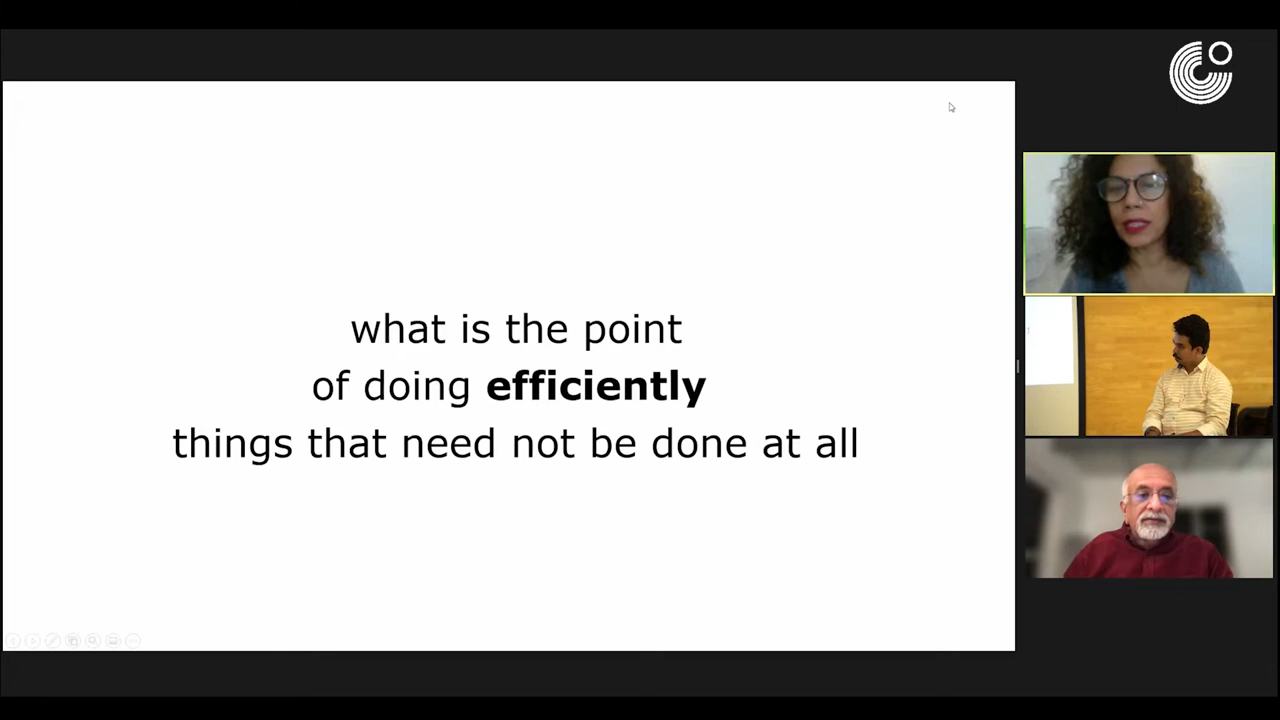 what is the point
of doing efficiently
things that need not be done at all